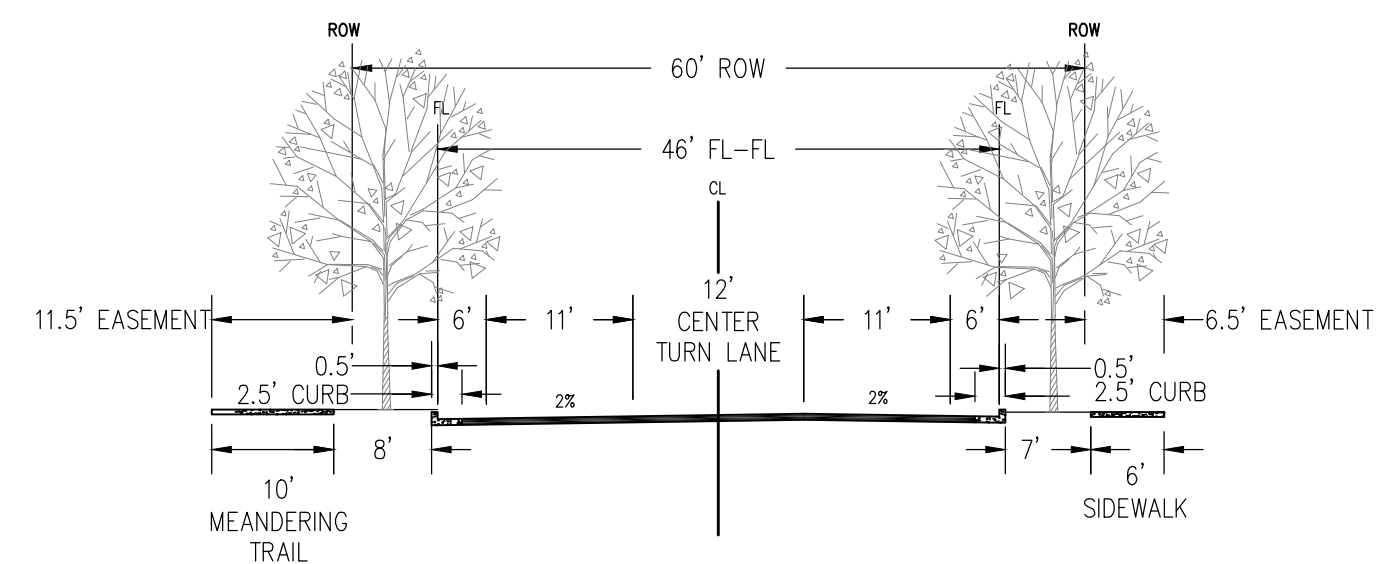 ROW
ROW
60' ROW
FL
FL
46' FL-FL
CL
11.5' EASEMENT
6'
11'
12'
CENTER
TURN LANE
11'
6'
6.5' EASEMENT
0.5'
0.5'
2.5' CURB
2.5' CURB
2%
2%
8'
7'
10'
MEANDERING
TRAIL
6'
SIDEWALK